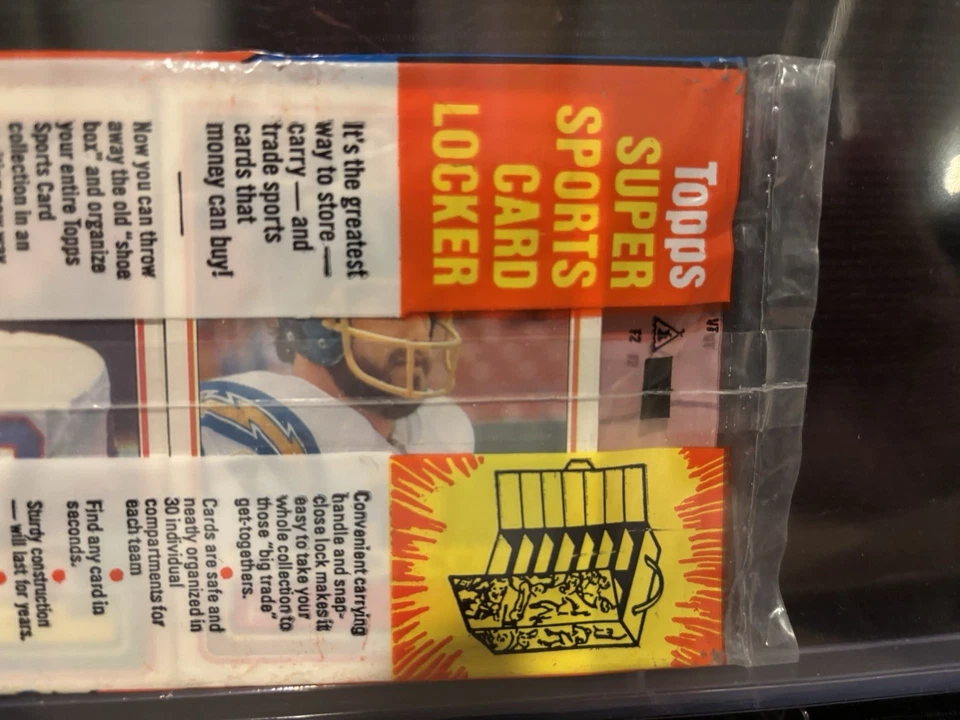 Topps
SUPER
SPORTS
CARD
LOCKER
It's the greatest
way to store —
carry — and
trade sports
cards that
money can buy!
Now you can throw
away the old "shoe
box" and organize
your entire Topps
Sports Card
collection in an
Convenient carrying
handle and snap-
close lock makes it
easy to take your
whole collection to
those "big trade"
get-togethers.
Cards are safe and
neatly organized in
30 individual
compartments for
each team
Find any card in
seconds.
Sturdy construction
— will last for years.